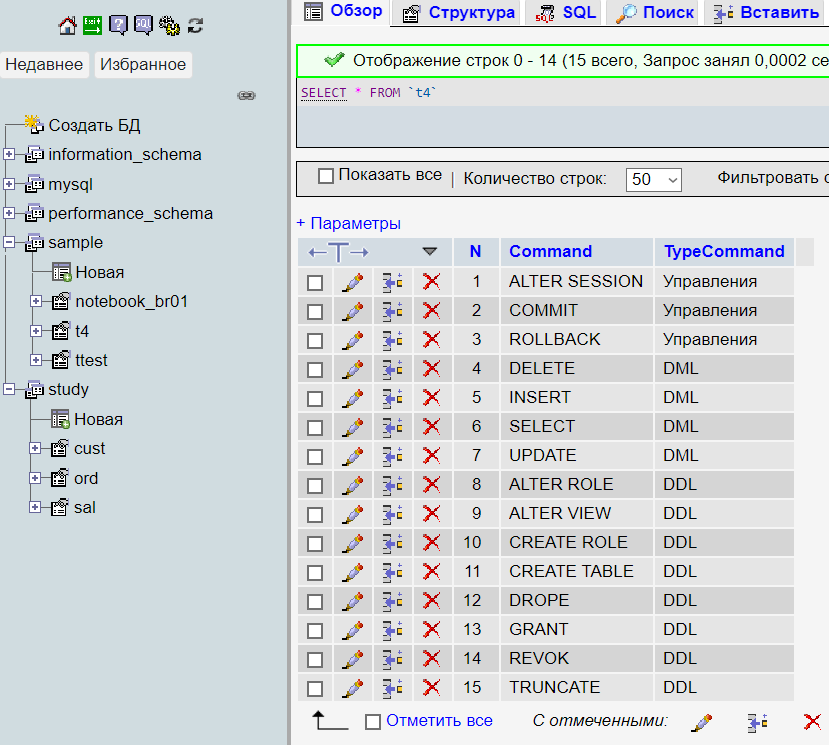 Exit
SQL
Недавнее
Избранное
Создать БД
information_schema
mysql
performance_schema
sample
Новая
notebook_br01
t4
ttest
study
Новая
cust
ord
sal
Обзор Структура SQL Поиск Вставить
Отображение строк 0 - 14 (15 всего, Запрос занял 0,0002 се
SELECT * FROM `t4`
Показать все | Количество строк: 50 Фильтровать с
+ Параметры
N Command TypeCommand
1 ALTER SESSION Управления
2 COMMIT Управления
3 ROLLBACK Управления
4 DELETE DML
5 INSERT DML
6 SELECT DML
7 UPDATE DML
8 ALTER ROLE DDL
9 ALTER VIEW DDL
10 CREATE ROLE DDL
11 CREATE TABLE DDL
12 DROPE DDL
13 GRANT DDL
14 REVOK DDL
15 TRUNCATE DDL
Отметить все С отмеченными: